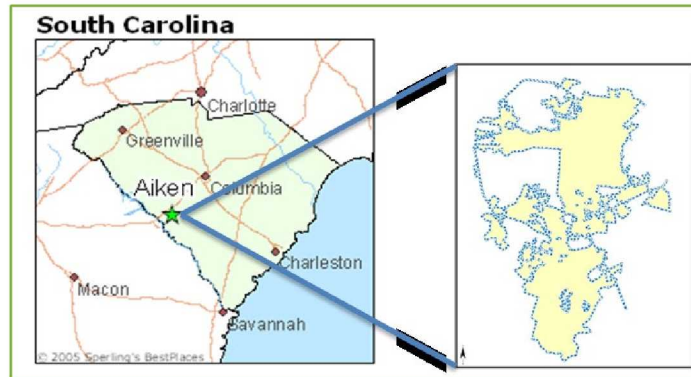 South Carolina
Charlotte
Greenville
Aiken
Columbia
Charleston
Macon
Savannah
© 2005 Sperling's BestPlaces